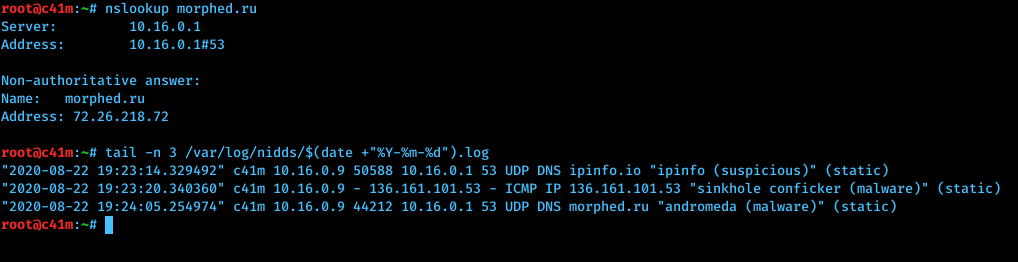 root@c41m:~# nslookup morphed.ru
Server:         10.16.0.1
Address:        10.16.0.1#53

Non-authoritative answer:
Name:   morphed.ru
Address: 72.26.218.72

root@c41m:~# tail -n 3 /var/log/nidds/$(date +"%Y-%m-%d").log
"2020-08-22 19:23:14.329492" c41m 10.16.0.9 50588 10.16.0.1 53 UDP DNS ipinfo.io "ipinfo (suspicious)" (static)
"2020-08-22 19:23:20.340360" c41m 10.16.0.9 - 136.161.101.53 - ICMP IP 136.161.101.53 "sinkhole conficker (malware)" (static)
"2020-08-22 19:24:05.254974" c41m 10.16.0.9 44212 10.16.0.1 53 UDP DNS morphed.ru "andromeda (malware)" (static)
root@c41m:~#